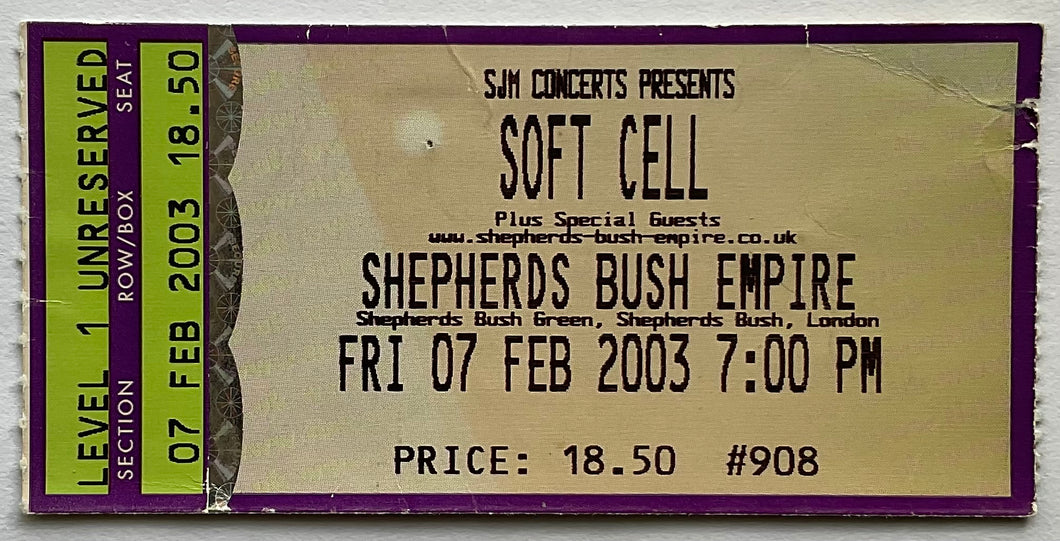 LEVEL 1 UNRESERVED
SECTION ROW/BOX SEAT
07 FEB 2003 18.50
SJM CONCERTS PRESENTS
SOFT CELL
Plus Special Guests
www.shepherds-bush-empire.co.uk
SHEPHERDS BUSH EMPIRE
Shepherds Bush Green, Shepherds Bush, London
FRI 07 FEB 2003 7:00 PM
PRICE: 18.50 #908